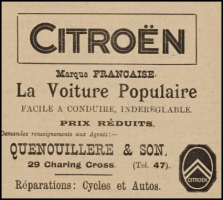 CITROËN
Marque FRANCAISE.
La Voiture Populaire
FACILE A CONDUIRE, INDEREGLABLE.
PRIX RÉDUITS.
Demandez renseignements aux Agents:—
QUENOUILLERE & SON,
29 Charing Cross. (Tel. 47).
Réparations: Cycles et Autos.
CITROËN